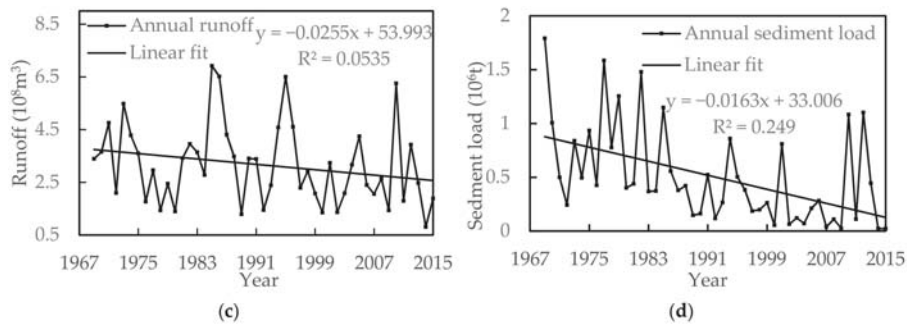 8.5
6.5
4.5
2.5
0.5
Runoff (10⁸m³)
Annual runoff
Linear fit
y = −0.0255x + 53.993
R² = 0.0535
1967 1975 1983 1991 1999 2007 2015
Year
(c)
2
1.5
1
0.5
0
Sediment load (10⁶t)
Annual sediment load
Linear fit
y = −0.0163x + 33.006
R² = 0.249
1967 1975 1983 1991 1999 2007 2015
Year
(d)